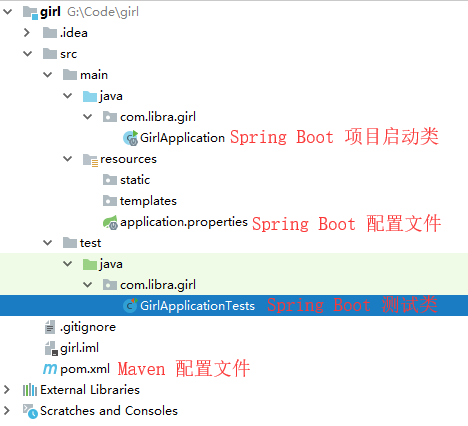 girl G:\Code\girl
.idea
src
main
java
com.libra.girl
GirlApplication Spring Boot 项目启动类
resources
static
templates
application.properties Spring Boot 配置文件
test
java
com.libra.girl
GirlApplicationTests Spring Boot 测试类
.gitignore
girl.iml
pom.xml Maven 配置文件
External Libraries
Scratches and Consoles